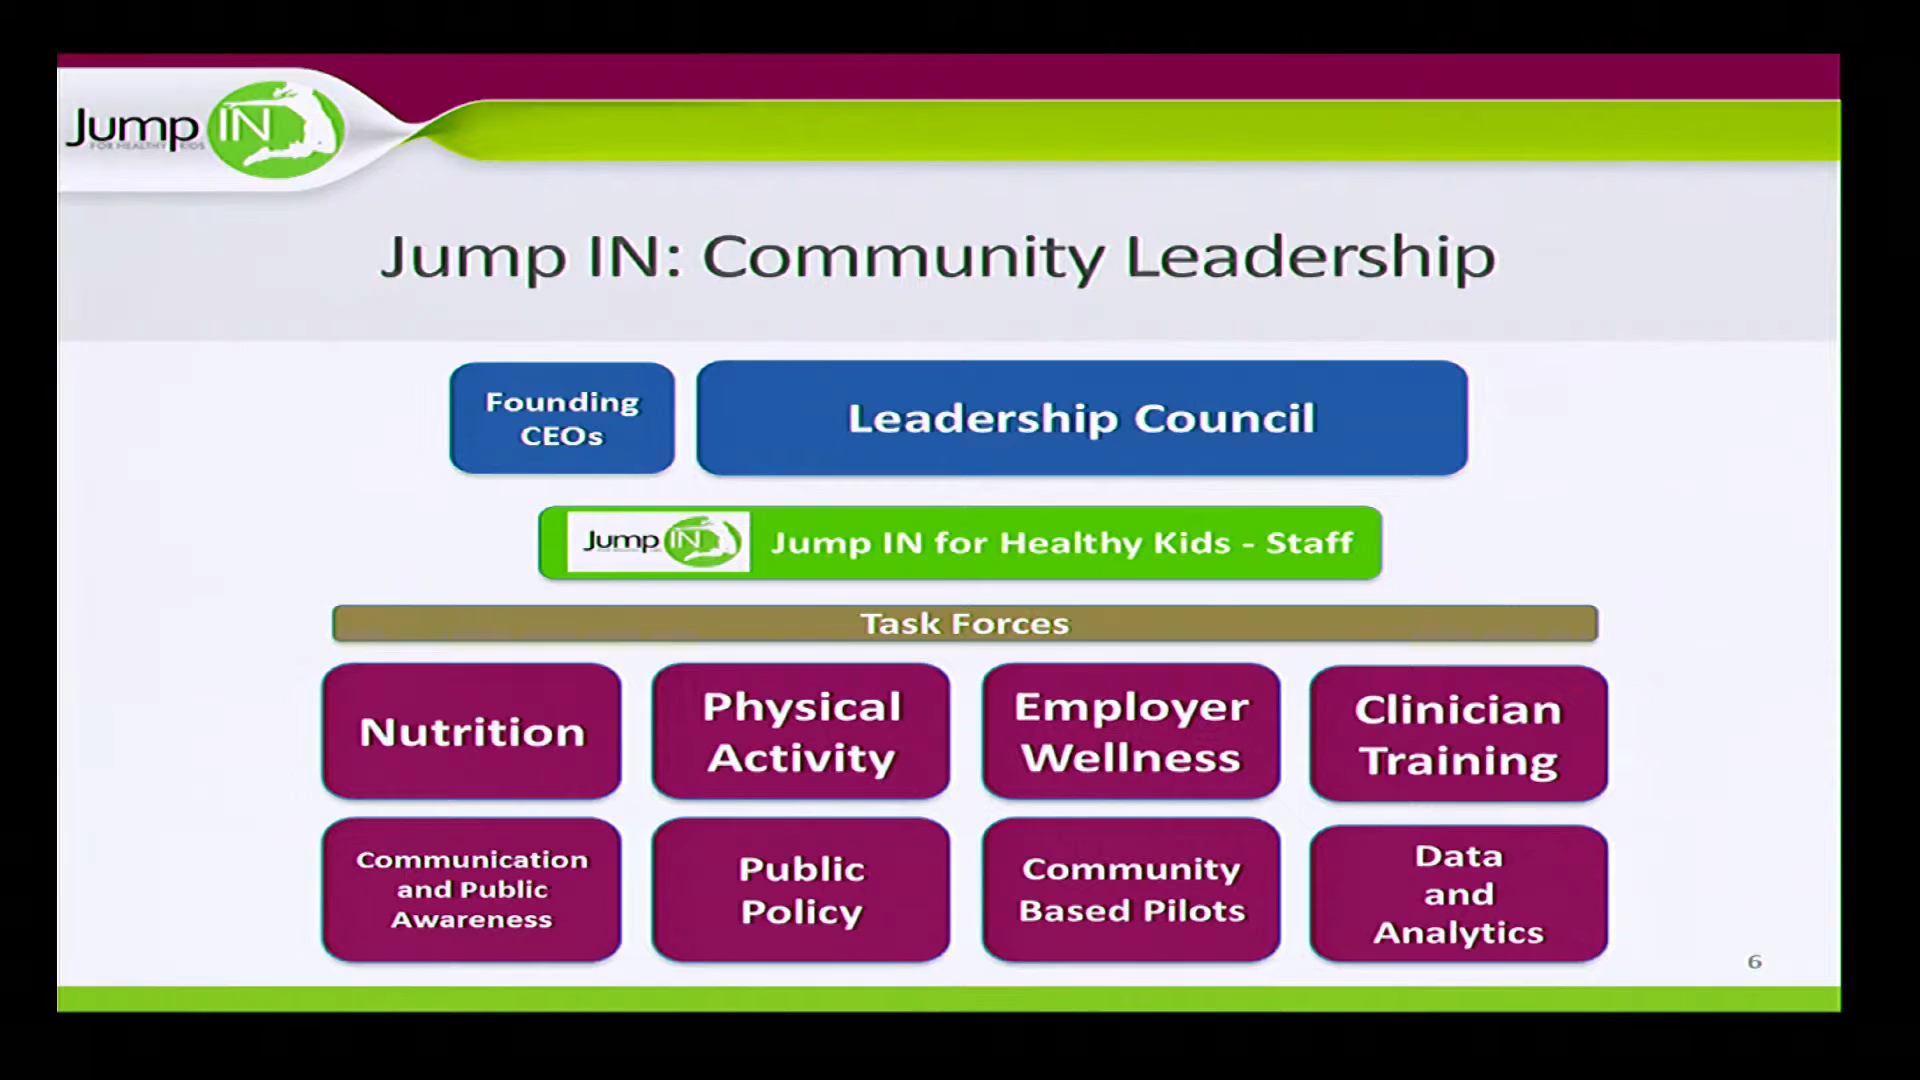 Jump IN
FOR HEALTHY KIDS
Jump IN: Community Leadership
Founding
CEOs
Leadership Council
Jump IN
Jump IN for Healthy Kids - Staff
Task Forces
Nutrition
Physical
Activity
Employer
Wellness
Clinician
Training
Communication
and Public
Awareness
Public
Policy
Community
Based Pilots
Data
and
Analytics
6